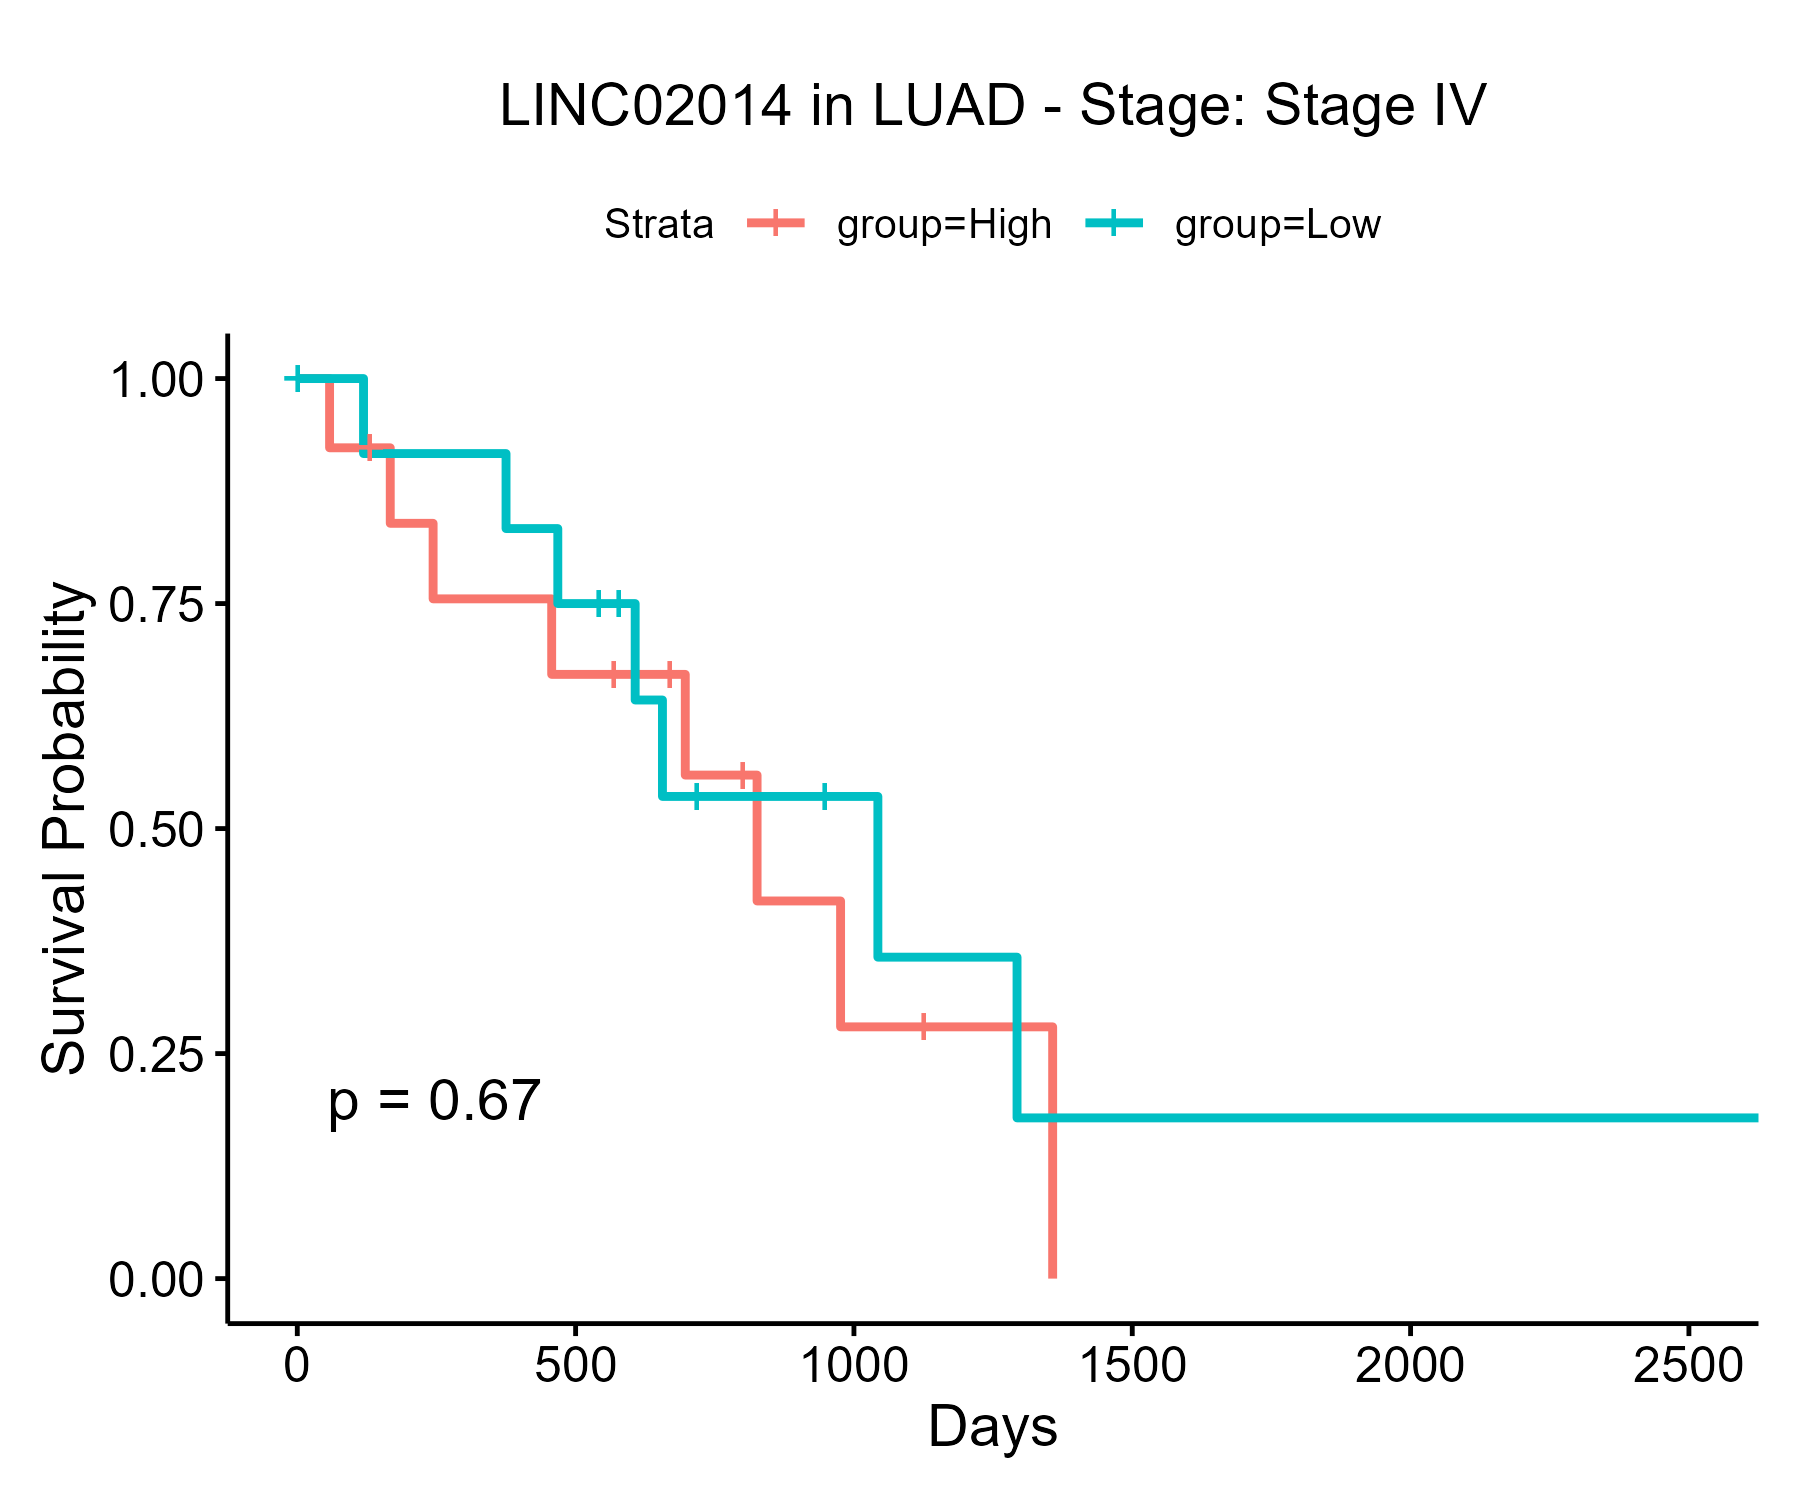 LINC02014 in LUAD - Stage: Stage IV
Strata group=High group=Low
Survival Probability
1.00
0.75
0.50
0.25
0.00
p = 0.67
0 500 1000 1500 2000 2500
Days